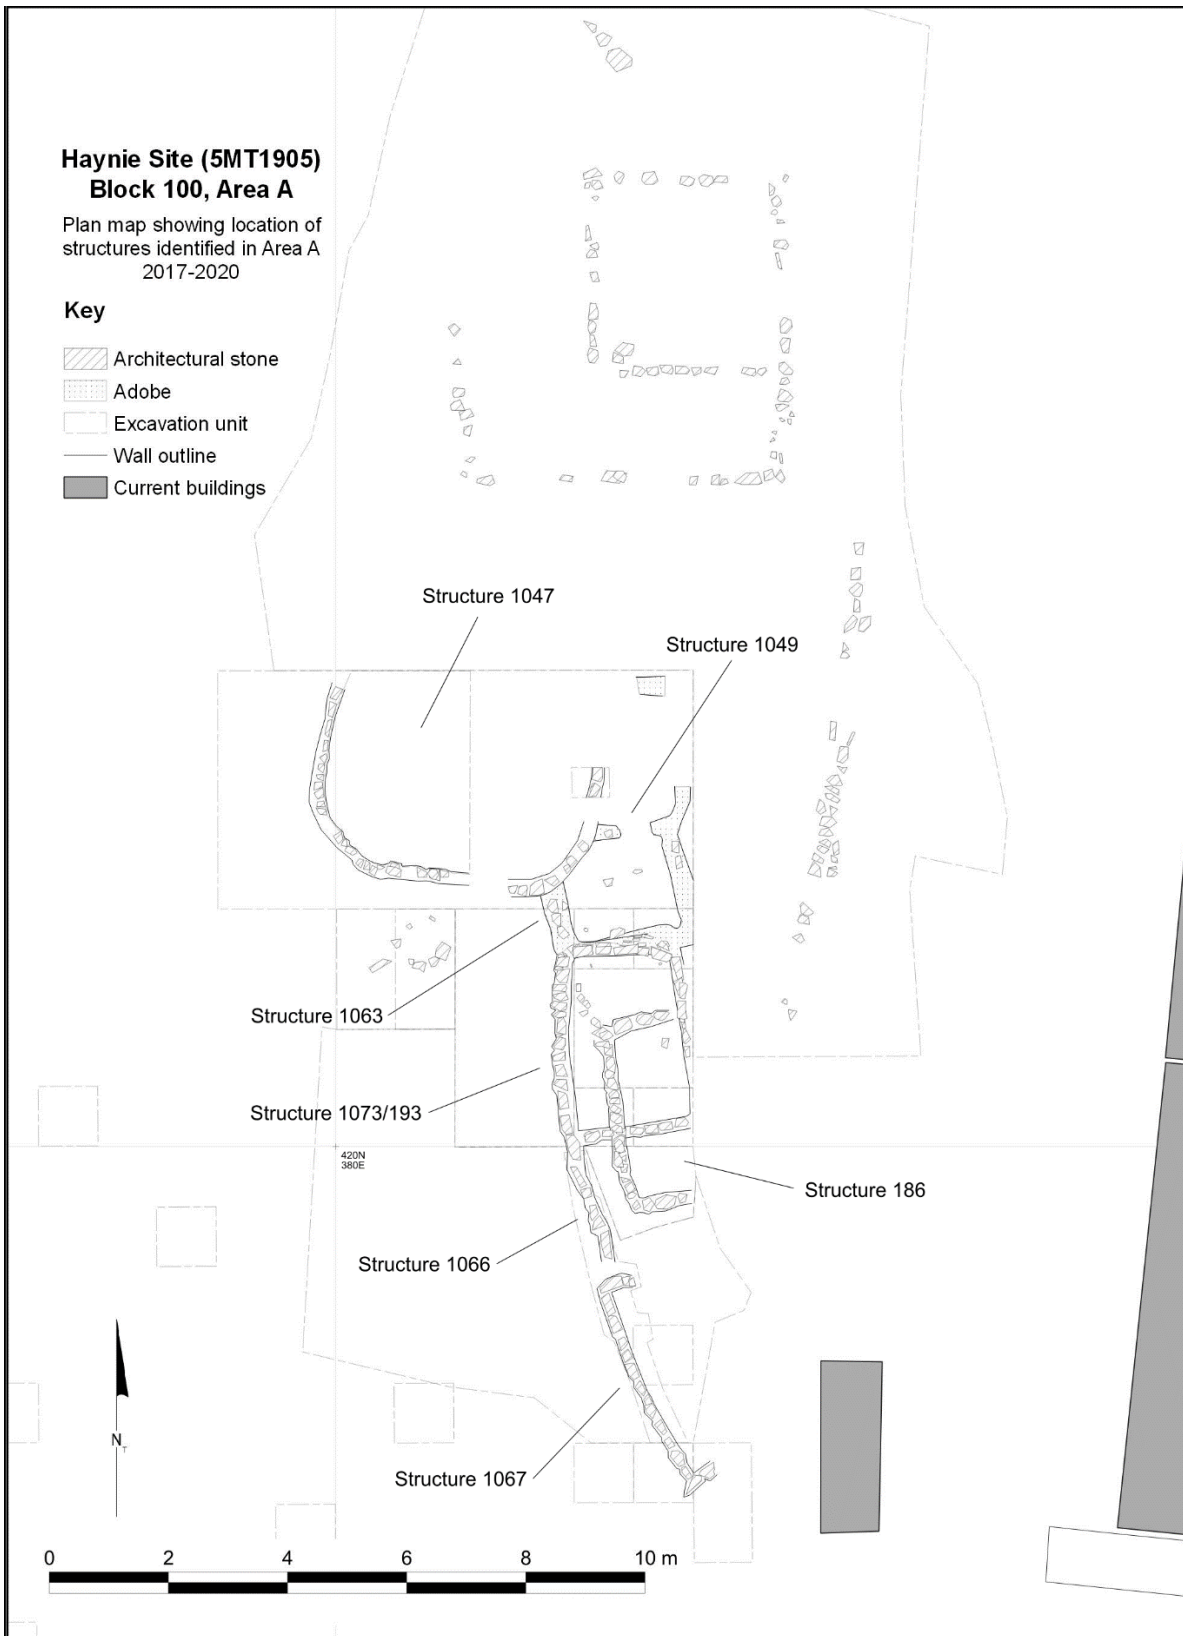 Haynie Site (5MT1905)
Block 100, Area A
Plan map showing location of
structures identified in Area A
2017-2020
Key
Architectural stone
Adobe
Excavation unit
Wall outline
Current buildings
Structure 1047
Structure 1049
Structure 1063
Structure 1073/193
420N
380E
Structure 186
Structure 1066
Structure 1067
N T
0 2 4 6 8 10 m